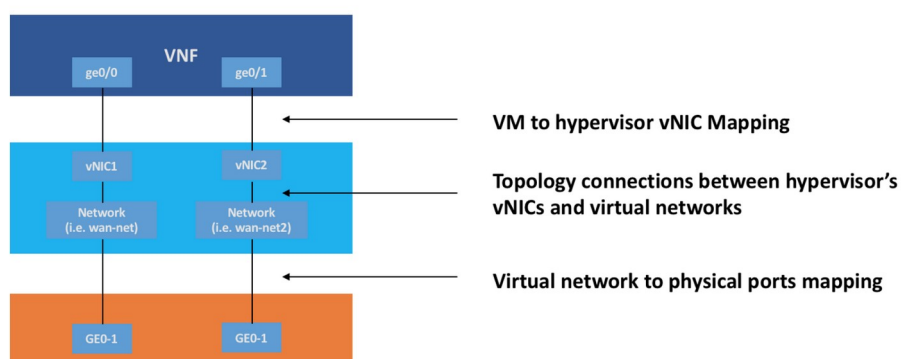 VNF
ge0/0
ge0/1
VM to hypervisor vNIC Mapping
vNIC1
vNIC2
Topology connections between hypervisor's
vNICs and virtual networks
Network
(i.e. wan-net)
Network
(i.e. wan-net2)
Virtual network to physical ports mapping
GE0-1
GE0-1